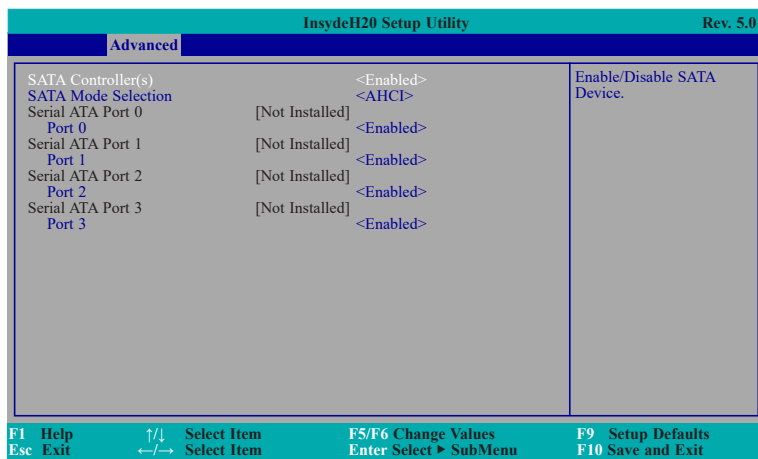 InsydeH20 Setup Utility Rev. 5.0
Advanced
SATA Controller(s) <Enabled>
SATA Mode Selection <AHCI>
Serial ATA Port 0 [Not Installed]
Port 0 <Enabled>
Serial ATA Port 1 [Not Installed]
Port 1 <Enabled>
Serial ATA Port 2 [Not Installed]
Port 2 <Enabled>
Serial ATA Port 3 [Not Installed]
Port 3 <Enabled>
Enable/Disable SATA
Device.
F1 Help ↑/↓ Select Item F5/F6 Change Values F9 Setup Defaults
Esc Exit ←/→ Select Item Enter Select ▶ SubMenu F10 Save and Exit